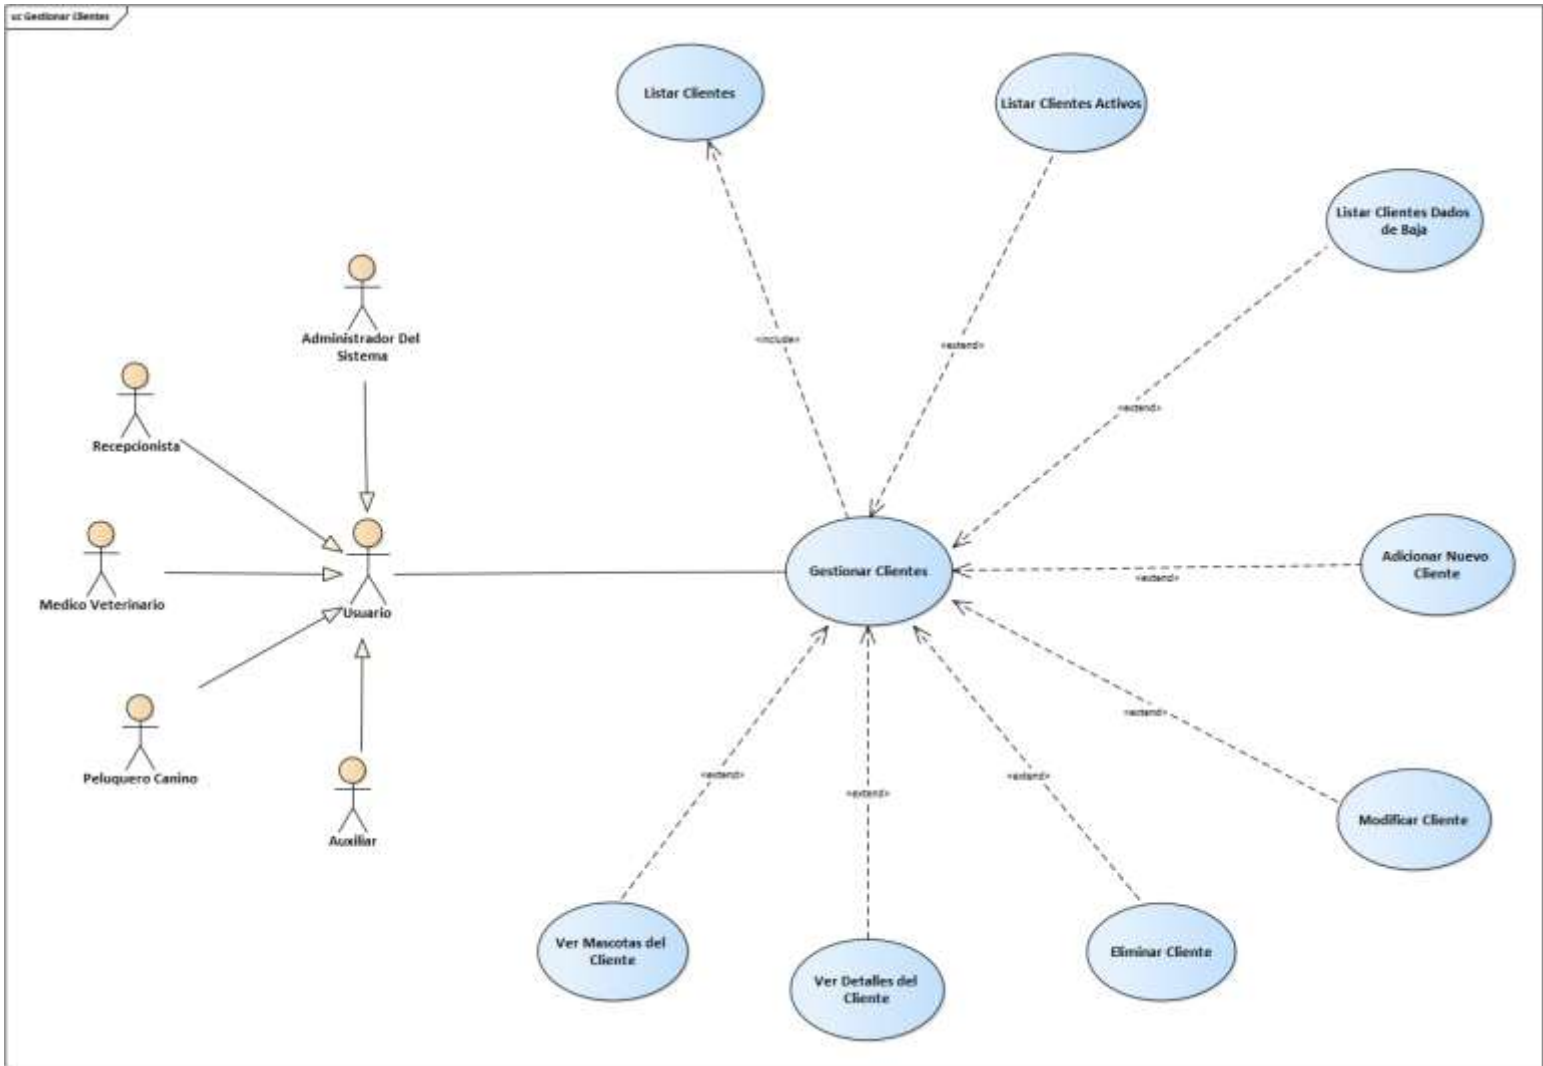 uc Gestionar Clientes
Listar Clientes
Listar Clientes Activos
Listar Clientes Dados
de Baja
Administrador Del
Sistema
«include»
«extend»
«extend»
Recepcionista
Gestionar Clientes
Adicionar Nuevo
Cliente
«extend»
Medico Veterinario
Usuario
«extend»
Peluquero Canino
«extend»
«extend»
«extend»
Modificar Cliente
Auxiliar
Ver Mascotas del
Cliente
Eliminar Cliente
Ver Detalles del
Cliente